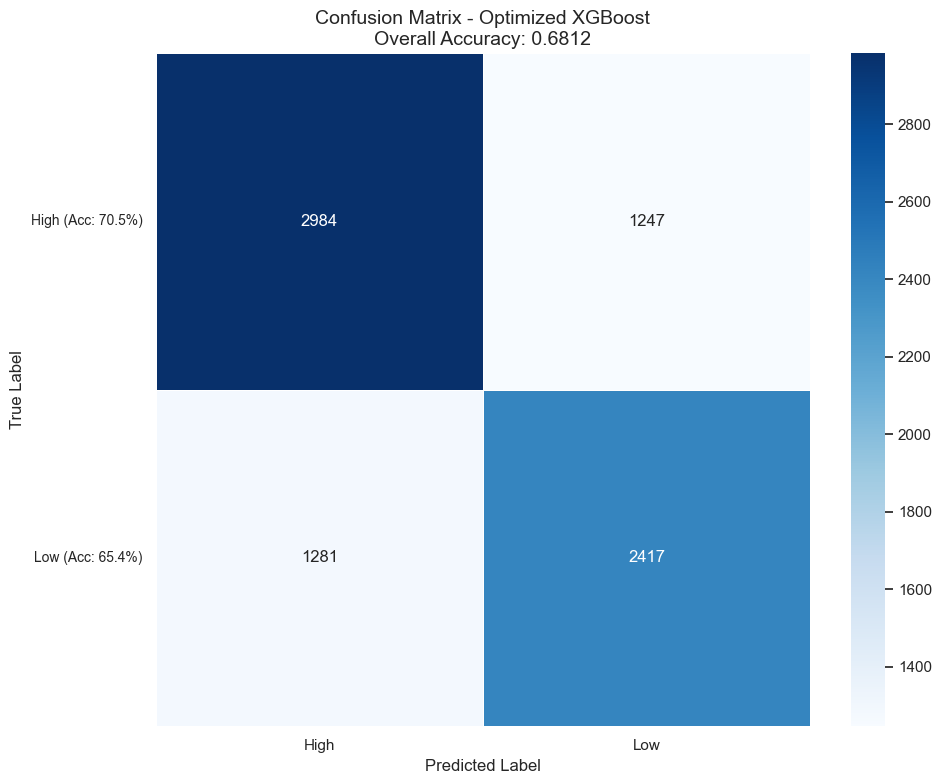 Confusion Matrix - Optimized XGBoost
Overall Accuracy: 0.6812
True Label
High (Acc: 70.5%)
2984
1247
Low (Acc: 65.4%)
1281
2417
High
Low
Predicted Label
2800
2600
2400
2200
2000
1800
1600
1400